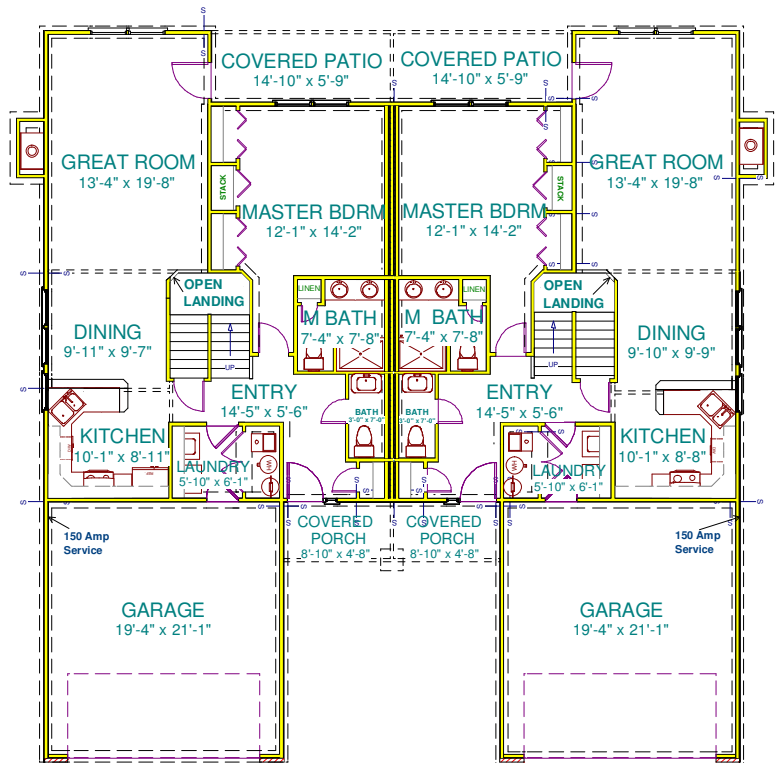 S
COVERED PATIO
14'-10" x 5'-9"
COVERED PATIO
14'-10" x 5'-9"
S
S
S
GREAT ROOM
13'-4" x 19'-8"
GREAT ROOM
13'-4" x 19'-8"
STACK
STACK
MASTER BDRM
12'-1" x 14'-2"
MASTER BDRM
12'-1" x 14'-2"
OPEN
LANDING
OPEN
LANDING
LINEN
LINEN
M BATH
7'-4" x 7'-8"
M BATH
7'-4" x 7'-8"
DINING
9'-11" x 9'-7"
DINING
9'-10" x 9'-9"
UP
UP
ENTRY
14'-5" x 5'-6"
ENTRY
14'-5" x 5'-6"
BATH
3'-0" x 7'-0"
BATH
KITCHEN
10'-1" x 8'-11"
KITCHEN
10'-1" x 8'-8"
LAUNDRY
5'-10" x 6'-1"
LAUNDRY
5'-10" x 6'-1"
WH
WH
COVERED
PORCH
8'-10" x 4'-8"
COVERED
PORCH
8'-10" x 4'-8"
150 Amp
Service
150 Amp
Service
GARAGE
19'-4" x 21'-1"
GARAGE
19'-4" x 21'-1"